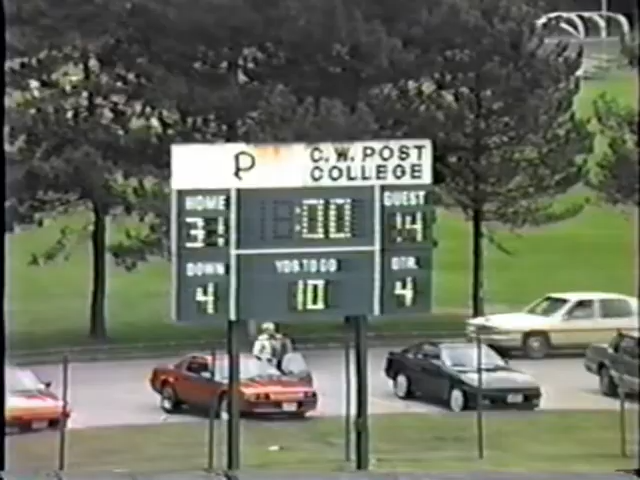 P C.W. POST
COLLEGE
HOME :00 GUEST
31 14
DOWN YDS TO GO QTR.
4 10 4